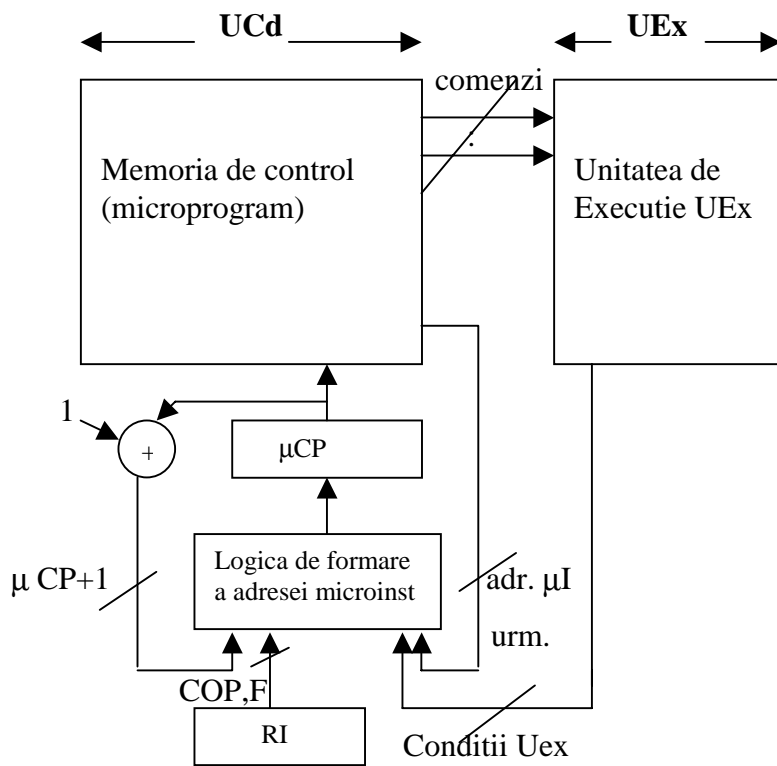 UCd
UEx
comenzi
:
Memoria de control
(microprogram)
Unitatea de
Executie UEx
1
+
μCP
Logica de formare
a adresei microinst
μ CP+1
adr. μI
urm.
COP,F
RI
Conditii Uex